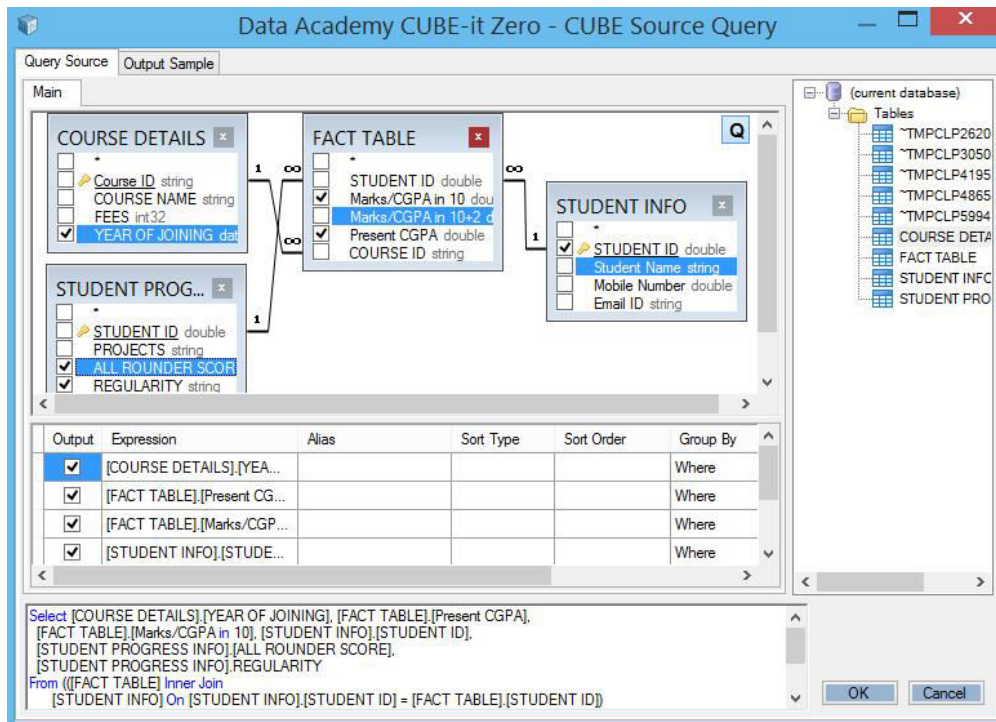 Data Academy CUBE-it Zero - CUBE Source Query
Query Source Output Sample
Main
COURSE DETAILS x
*
Course ID string
COURSE NAME string
FEES int32
YEAR OF JOINING dat
FACT TABLE x
*
STUDENT ID double
Marks/CGPA in 10 dou
Marks/CGPA in 10+2 d
Present CGPA double
COURSE ID string
Q
STUDENT INFO x
*
STUDENT ID double
Student Name string
Mobile Number double
Email ID string
STUDENT PROG... x
*
STUDENT ID double
PROJECTS string
ALL ROUNDER SCOR
REGULARITY string
1 ∞
∞
1
∞
1
Output Expression Alias Sort Type Sort Order Group By
[COURSE DETAILS].[YEA... Where
[FACT TABLE].[Present CG... Where
[FACT TABLE].[Marks/CGP... Where
[STUDENT INFO].[STUDE... Where
Select [COURSE DETAILS].[YEAR OF JOINING], [FACT TABLE].[Present CGPA],
[FACT TABLE].[Marks/CGPA in 10], [STUDENT INFO].[STUDENT ID],
[STUDENT PROGRESS INFO].[ALL ROUNDER SCORE],
[STUDENT PROGRESS INFO].REGULARITY
From (([FACT TABLE] Inner Join
[STUDENT INFO] On [STUDENT INFO].[STUDENT ID] = [FACT TABLE].[STUDENT ID])
(current database)
Tables
~TMPCLP2620
~TMPCLP3050
~TMPCLP4195
~TMPCLP4865
~TMPCLP5994
COURSE DETA
FACT TABLE
STUDENT INFC
STUDENT PRO
OK Cancel